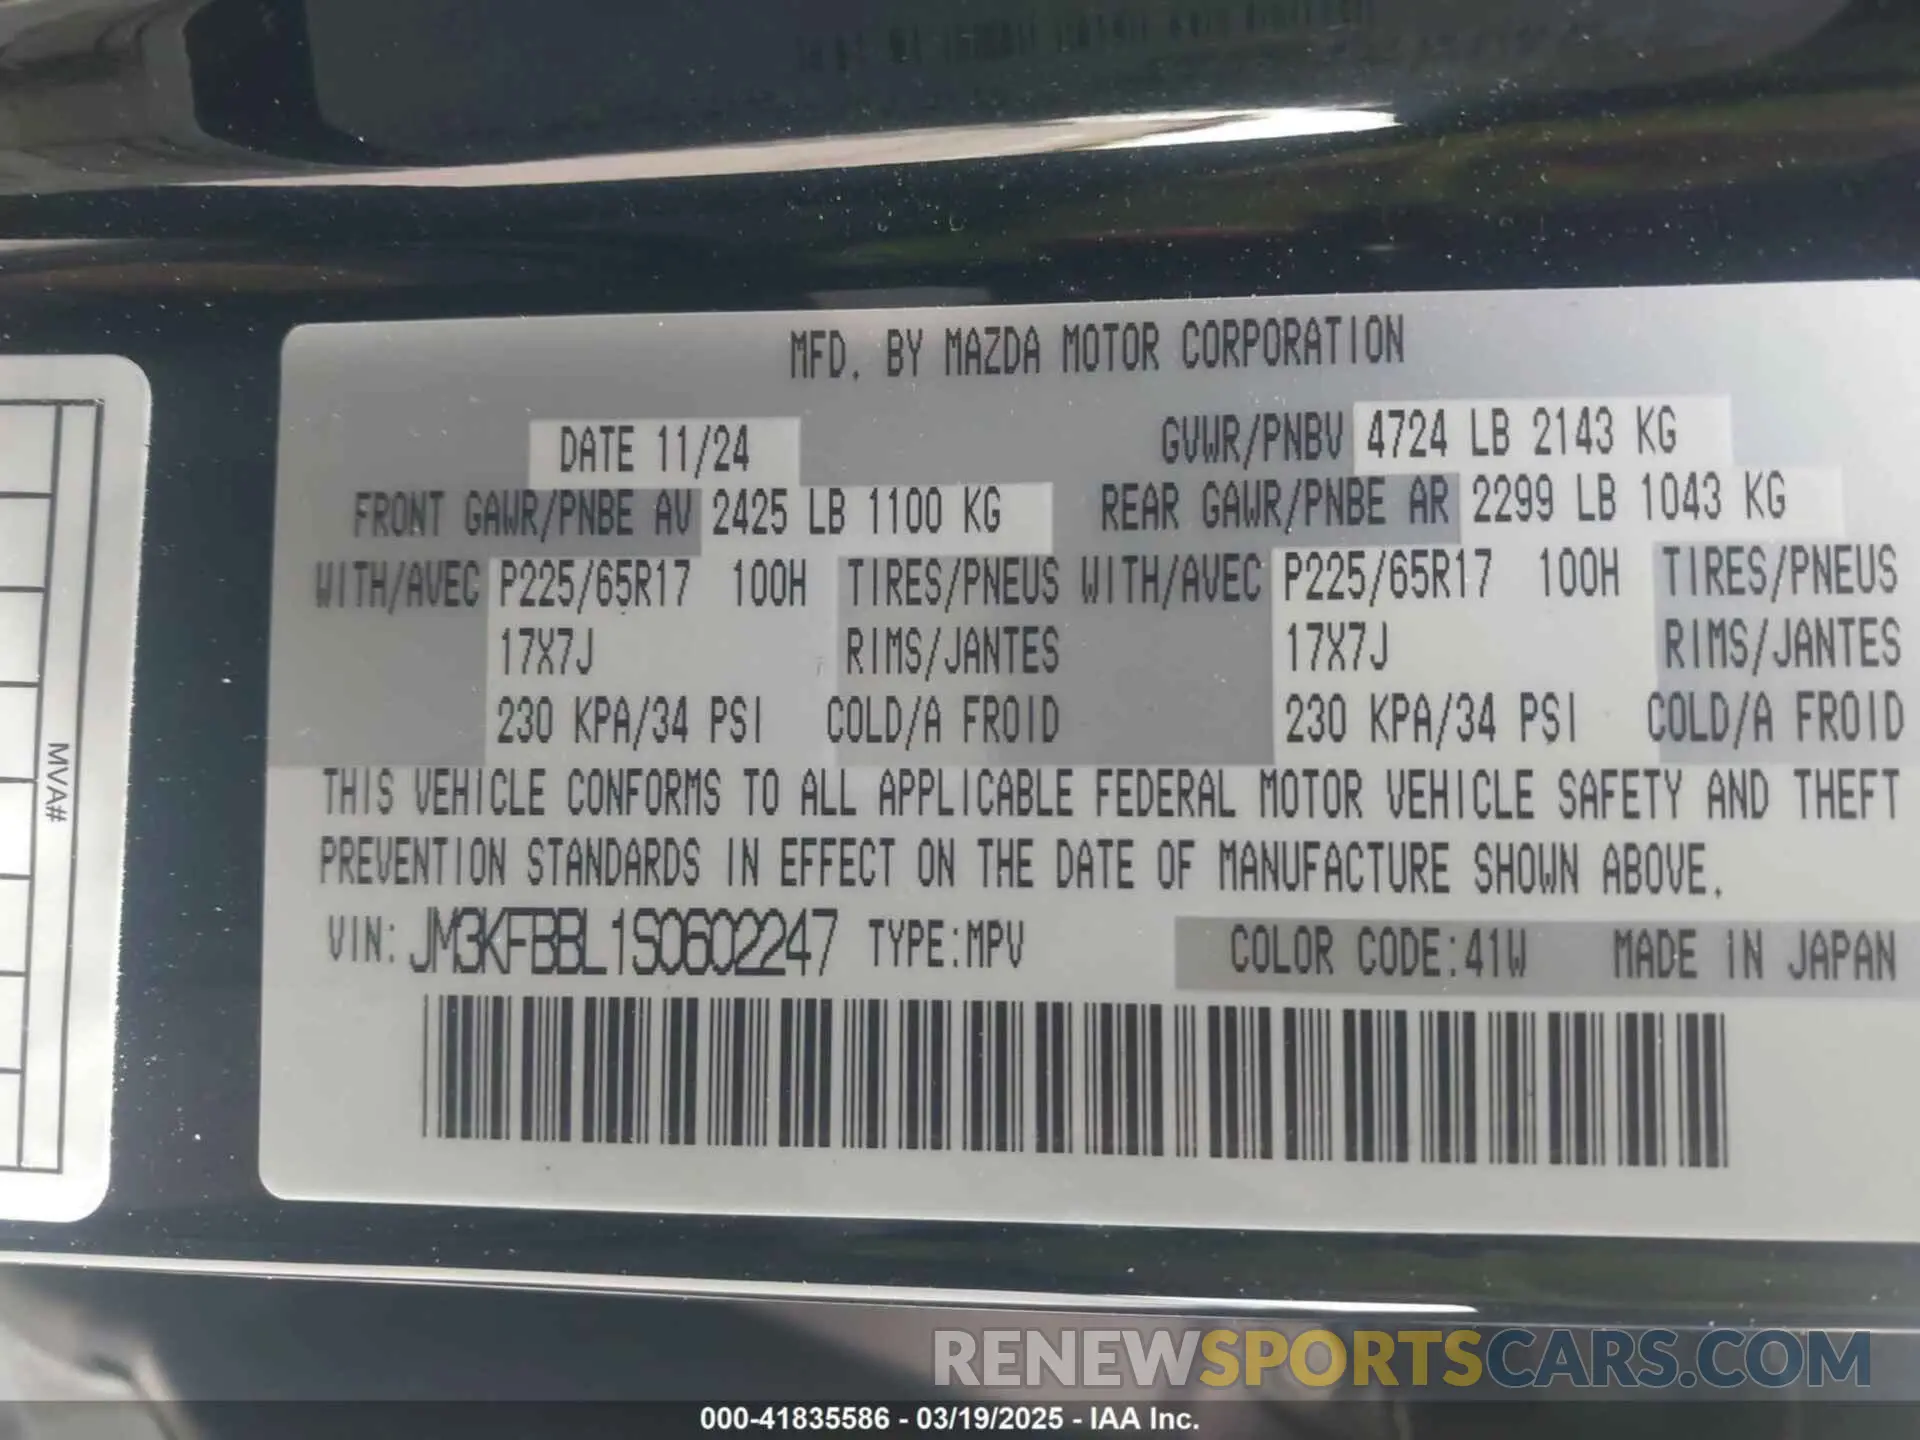 MFD. BY MAZDA MOTOR CORPORATION
DATE 11/24 GVWR/PNBV 4724 LB 2143 KG
FRONT GAWR/PNBE AV 2425 LB 1100 KG REAR GAWR/PNBE AR 2299 LB 1043 KG
WITH/AVEC P225/65R17 100H TIRES/PNEUS WITH/AVEC P225/65R17 100H TIRES/PNEUS
17X7J RIMS/JANTES 17X7J RIMS/JANTES
230 KPA/34 PSI COLD/A FROID 230 KPA/34 PSI COLD/A FROID
THIS VEHICLE CONFORMS TO ALL APPLICABLE FEDERAL MOTOR VEHICLE SAFETY AND THEFT
PREVENTION STANDARDS IN EFFECT ON THE DATE OF MANUFACTURE SHOWN ABOVE.
VIN: JM3KFBBL1S0602247 TYPE:MPV COLOR CODE:41W MADE IN JAPAN
MVA#
RENEWSPORTSCARS.COM
000-41835586 - 03/19/2025 - IAA Inc.